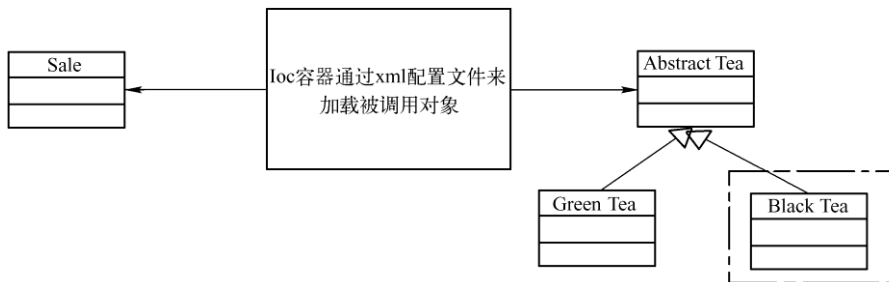 Sale
Ioc容器通过xml配置文件来
加载被调用对象
Abstract Tea
Green Tea
Black Tea